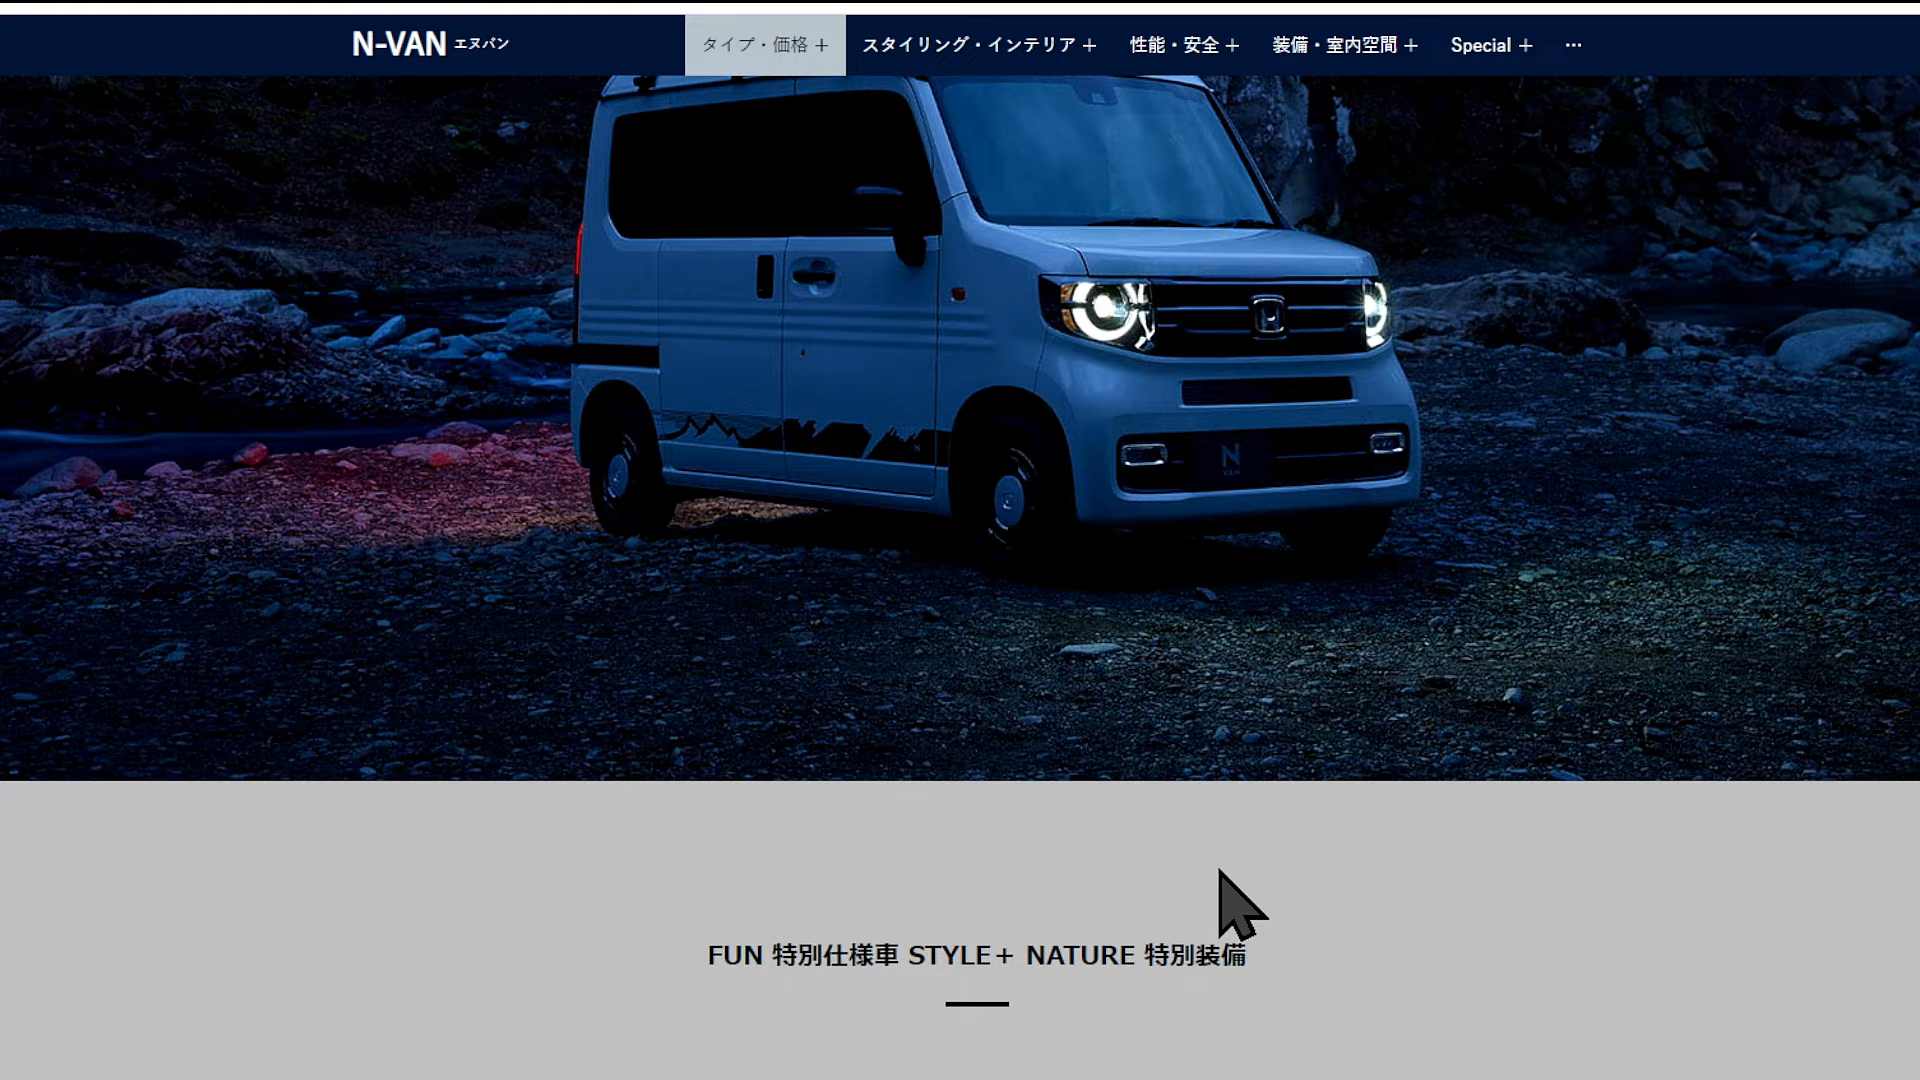 N-VAN エヌバン
タイプ・価格 +
スタイリング・インテリア +
性能・安全 +
装備・室内空間 +
Special +
···
N
VAN
FUN 特別仕様車 STYLE+ NATURE 特別装備